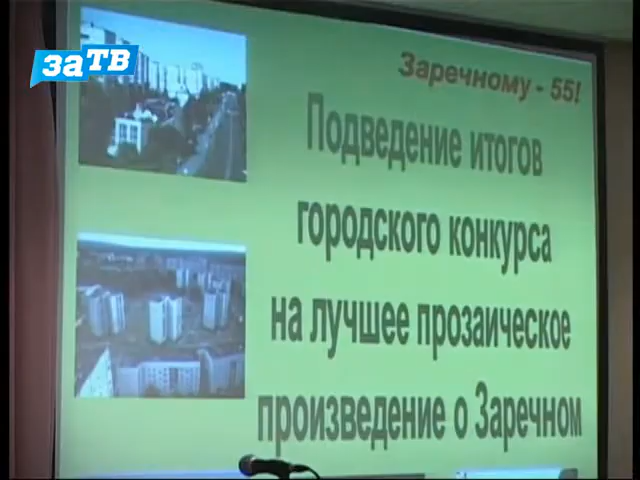 заТВ
Заречному - 55!
Подведение итогов
городского конкурса
на лучшее прозаическое
произведение о Заречном